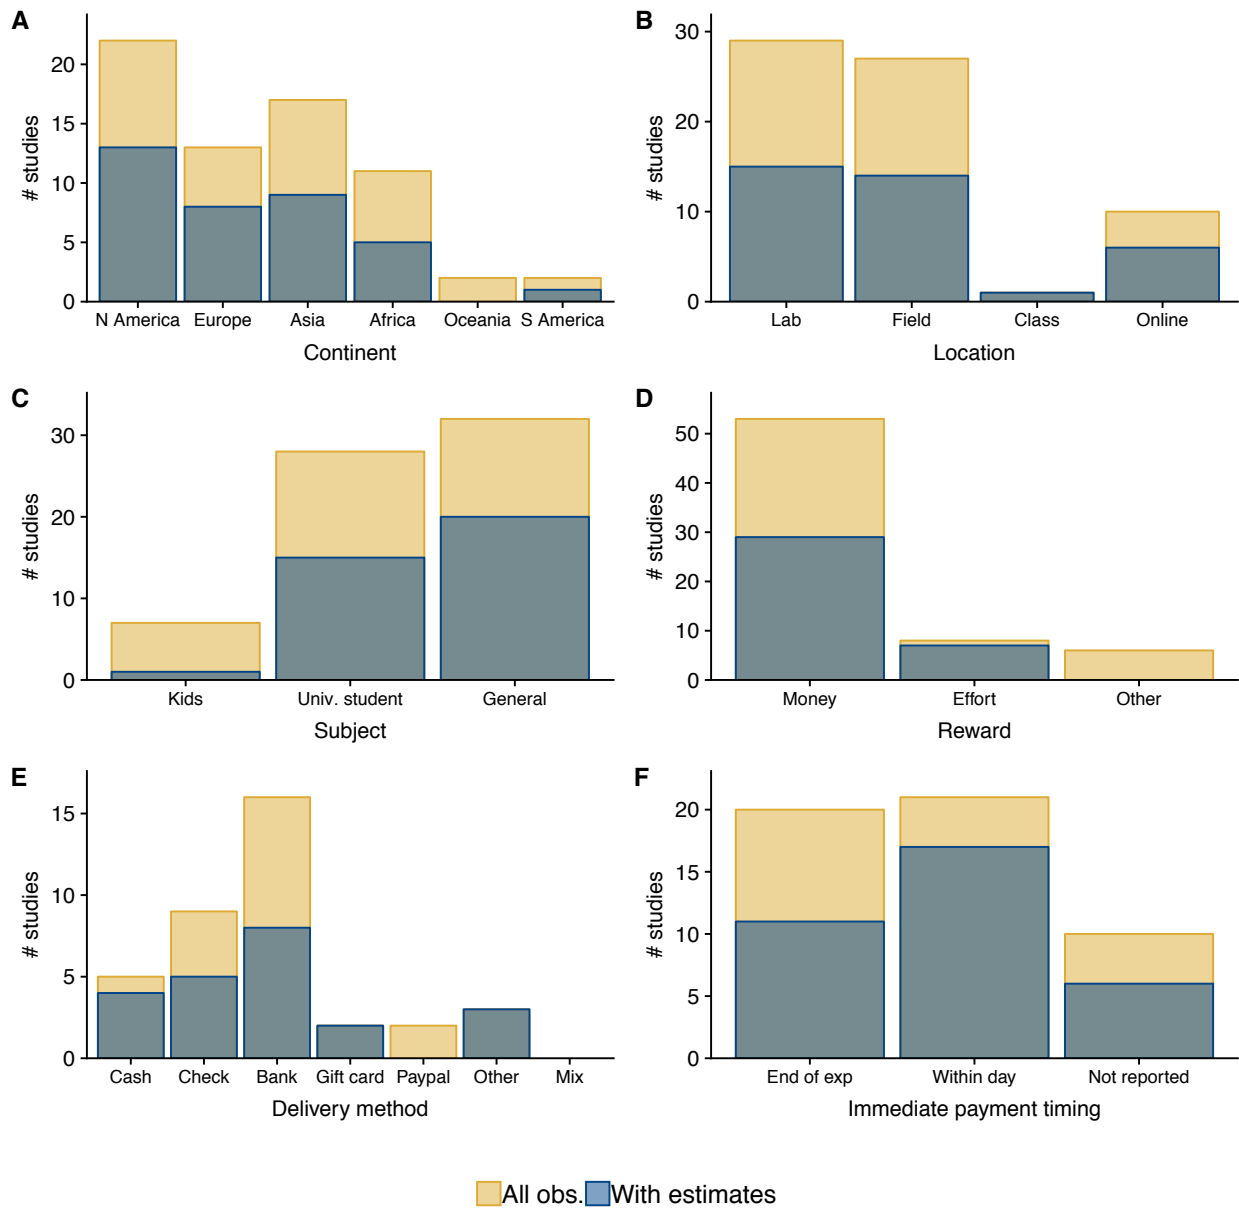 A
# studies
20
15
10
5
0
N America Europe Asia Africa Oceania S America
Continent
B
# studies
30
20
10
0
Lab Field Class Online
Location
C
# studies
30
20
10
0
Kids Univ. student General
Subject
D
# studies
50
40
30
20
10
0
Money Effort Other
Reward
E
# studies
15
10
5
0
Cash Check Bank Gift card Paypal Other Mix
Delivery method
F
# studies
20
15
10
5
0
End of exp Within day Not reported
Immediate payment timing
All obs. With estimates